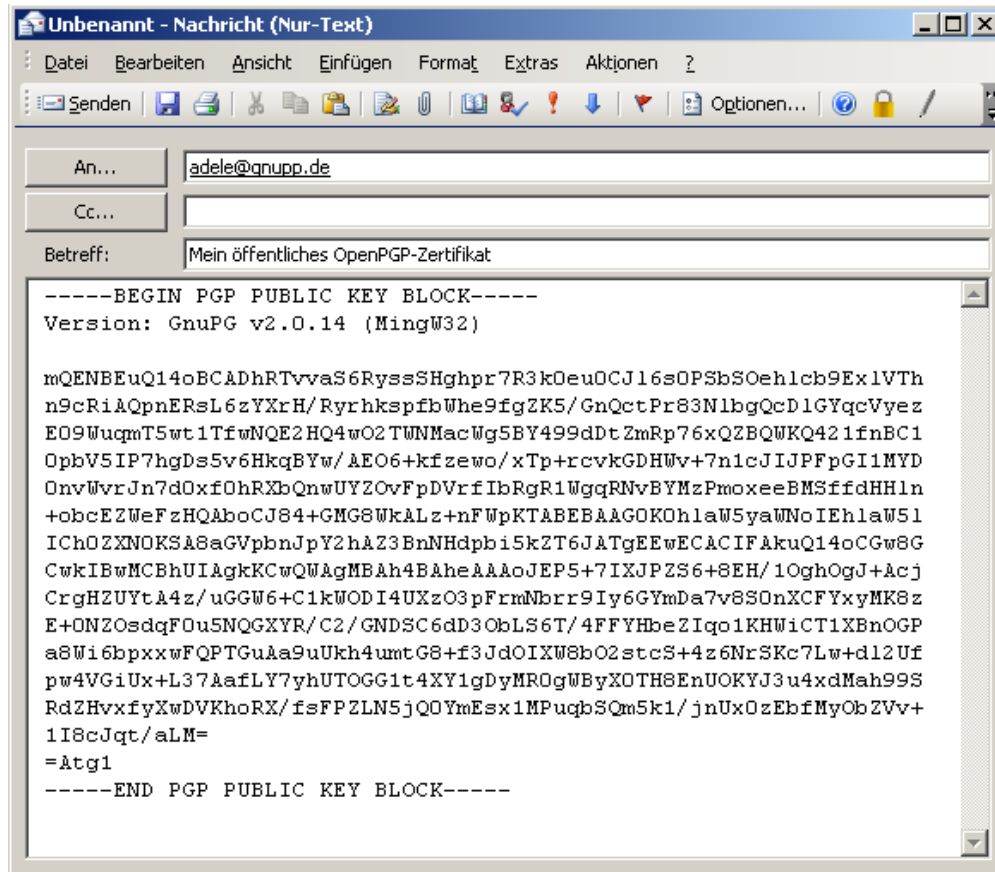 Unbenannt - Nachricht (Nur-Text)
Datei Bearbeiten Ansicht Einfügen Format Extras Aktionen ?
Senden Optionen...
An... adele@gnupp.de
Cc...
Betreff: Mein öffentliches OpenPGP-Zertifikat
-----BEGIN PGP PUBLIC KEY BLOCK-----
Version: GnuPG v2.0.14 (MingW32)
mQENBEuQ14oBCADhRTvvaS6RyssSHghpr7R3kOeuOCJl6sOPSbSOehlcb9ExlVTh
n9cRiAQpnERsL6zYXrH/RyrhkspfbWhe9fgZK5/GnQctPr83NlbgQcDlGYqcVyez
EO9WuqmT5wt1TfwNQE2HQ4wO2TWNMacWg5BY499dDtZmRp76xQZBQWKQ421fnBC1
OpbV5IP7hgDs5v6HkqBYw/AEO6+kfzewo/xTp+rcvkGDHWv+7n1cJIJPFpGI1MYD
OnvWvrJn7dOxfOhRXbQnwUYZOvFpDVrfIbRgR1WgqRNvBYMzPmoxeeBMSffdHHln
+obcEZWeFzHQAboCJ84+GMG8WkALz+nFWpKTABEBAAG0K0hlaW5yaWNoIEhlaW5l
IChOZXN0KSA8aGVpbnJpY2hAZ3BnNHdpbi5kZT6JATgEEwECACIFAkuQ14oCGw8G
CwkIBwMCBhUIAgkKCwQWAgMBAh4BAheAAAoJEP5+7IXJPZS6+8EH/1OghOgJ+Acj
CrgHZUYtA4z/uGGW6+C1kWODI4UXzO3pFrmNbrr9Iy6GYmDa7v8SOnXCFYxyMK8z
E+ONZOsdqFOu5NQGXYR/C2/GNDSC6dD3ObLS6T/4FFYHbeZIqo1KHWiCT1XBnOGP
a8Wi6bpxxwFQPTGuAa9uUkh4umtG8+f3JdOIXW8bO2stcS+4z6NrSKc7Lw+dl2Uf
pw4VGiUx+L37AafLY7yhUTOGG1t4XY1gDyMROgWByXOTH8EnUOKYJ3u4xdMah99S
RdZHvxfyXwDVKhoRX/fsFPZLN5jQOYmEsx1MPuqbSQm5k1/jnUxOzEbfMyObZVv+
1I8cJqt/aLM=
=Atg1
-----END PGP PUBLIC KEY BLOCK-----